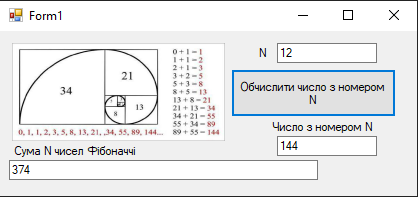 Form1
34
21
13
8
0 + 1 = 1
1 + 1 = 2
2 + 1 = 3
3 + 2 = 5
5 + 3 = 8
8 + 5 = 13
13 + 8 = 21
21 + 13 = 34
34 + 21 = 55
55 + 34 = 89
89 + 55 = 144
0, 1, 1, 2, 3, 5, 8, 13, 21, ,34, 55, 89, 144...
N
12
Обчислити число з номером
N
Число з номером N
144
Сума N чисел Фібоначчі
374